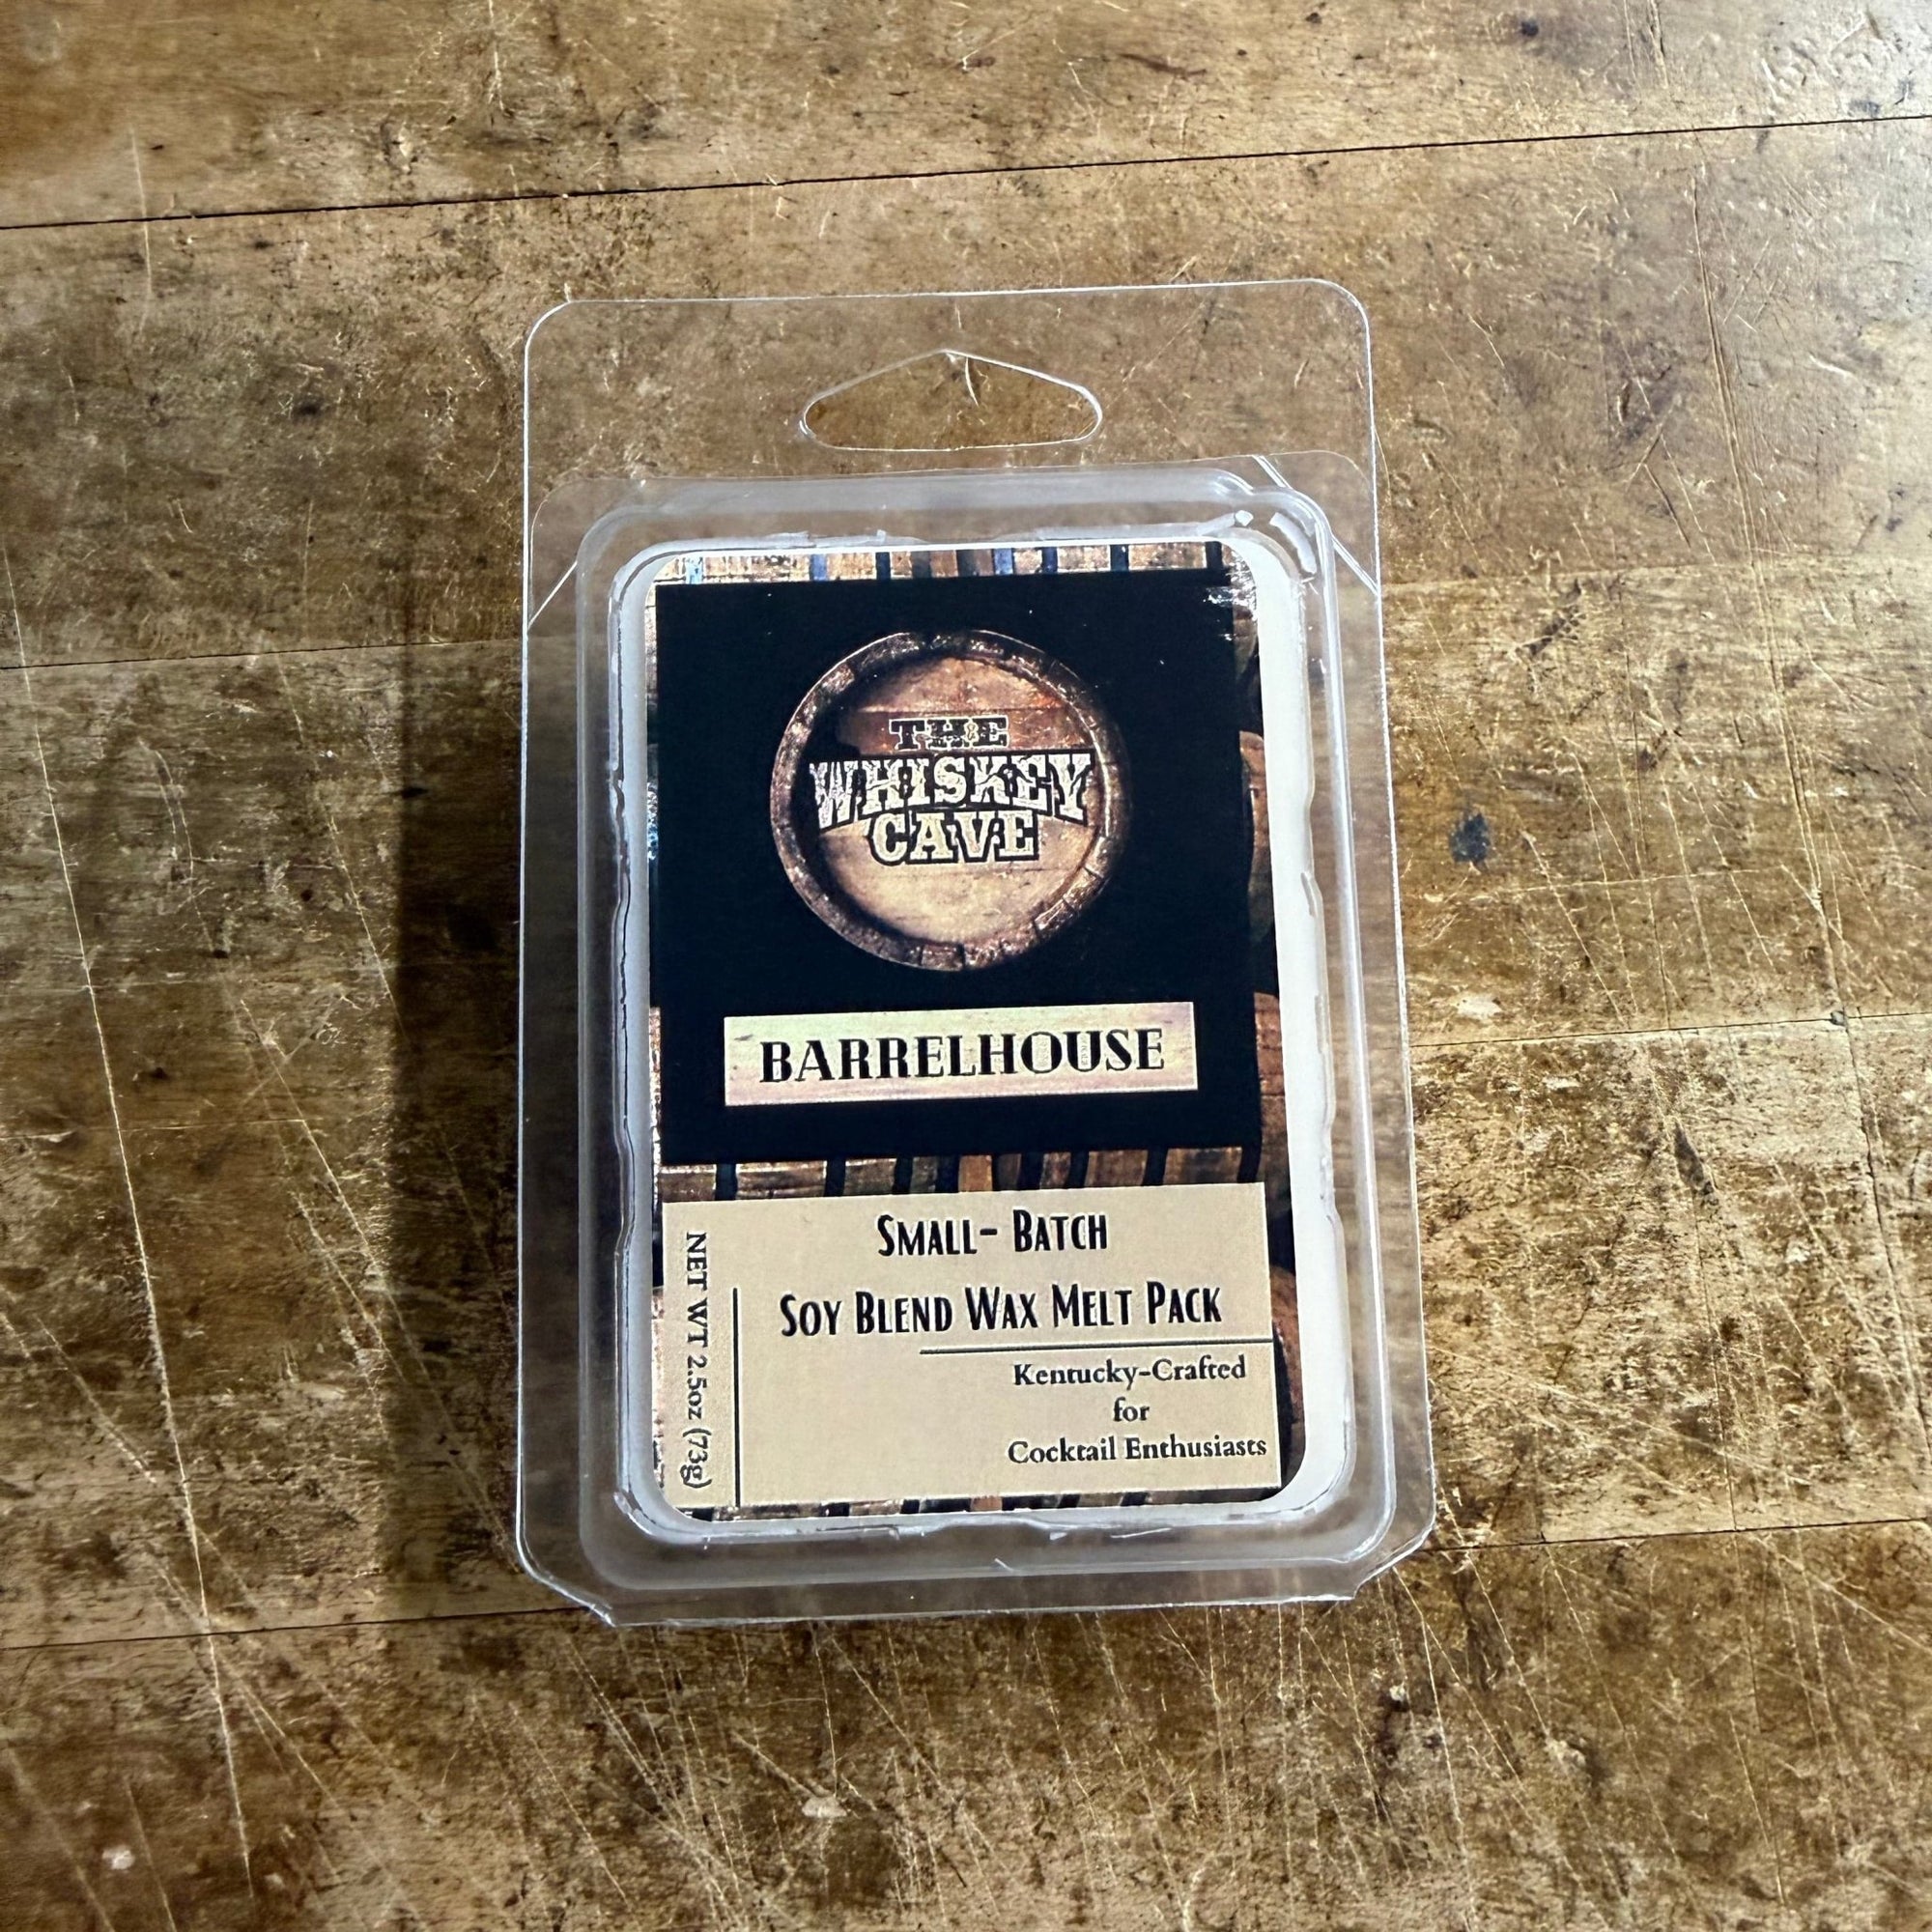 THE
WHISKEY
CAVE
BARRELHOUSE
SMALL- BATCH
SOY BLEND WAX MELT PACK
Kentucky-Crafted
for
Cocktail Enthusiasts
NET WT 2.5oz (73g)